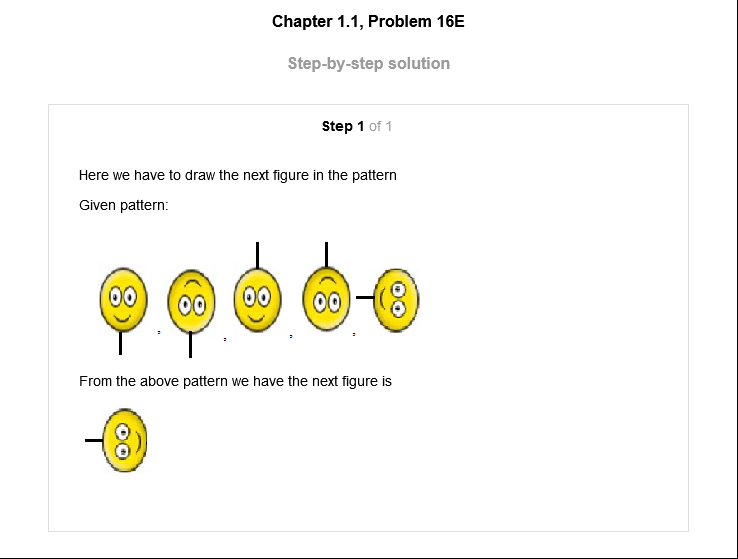 Chapter 1.1, Problem 16E
Step-by-step solution
Step 1 of 1
Here we have to draw the next figure in the pattern
Given pattern:
From the above pattern we have the next figure is